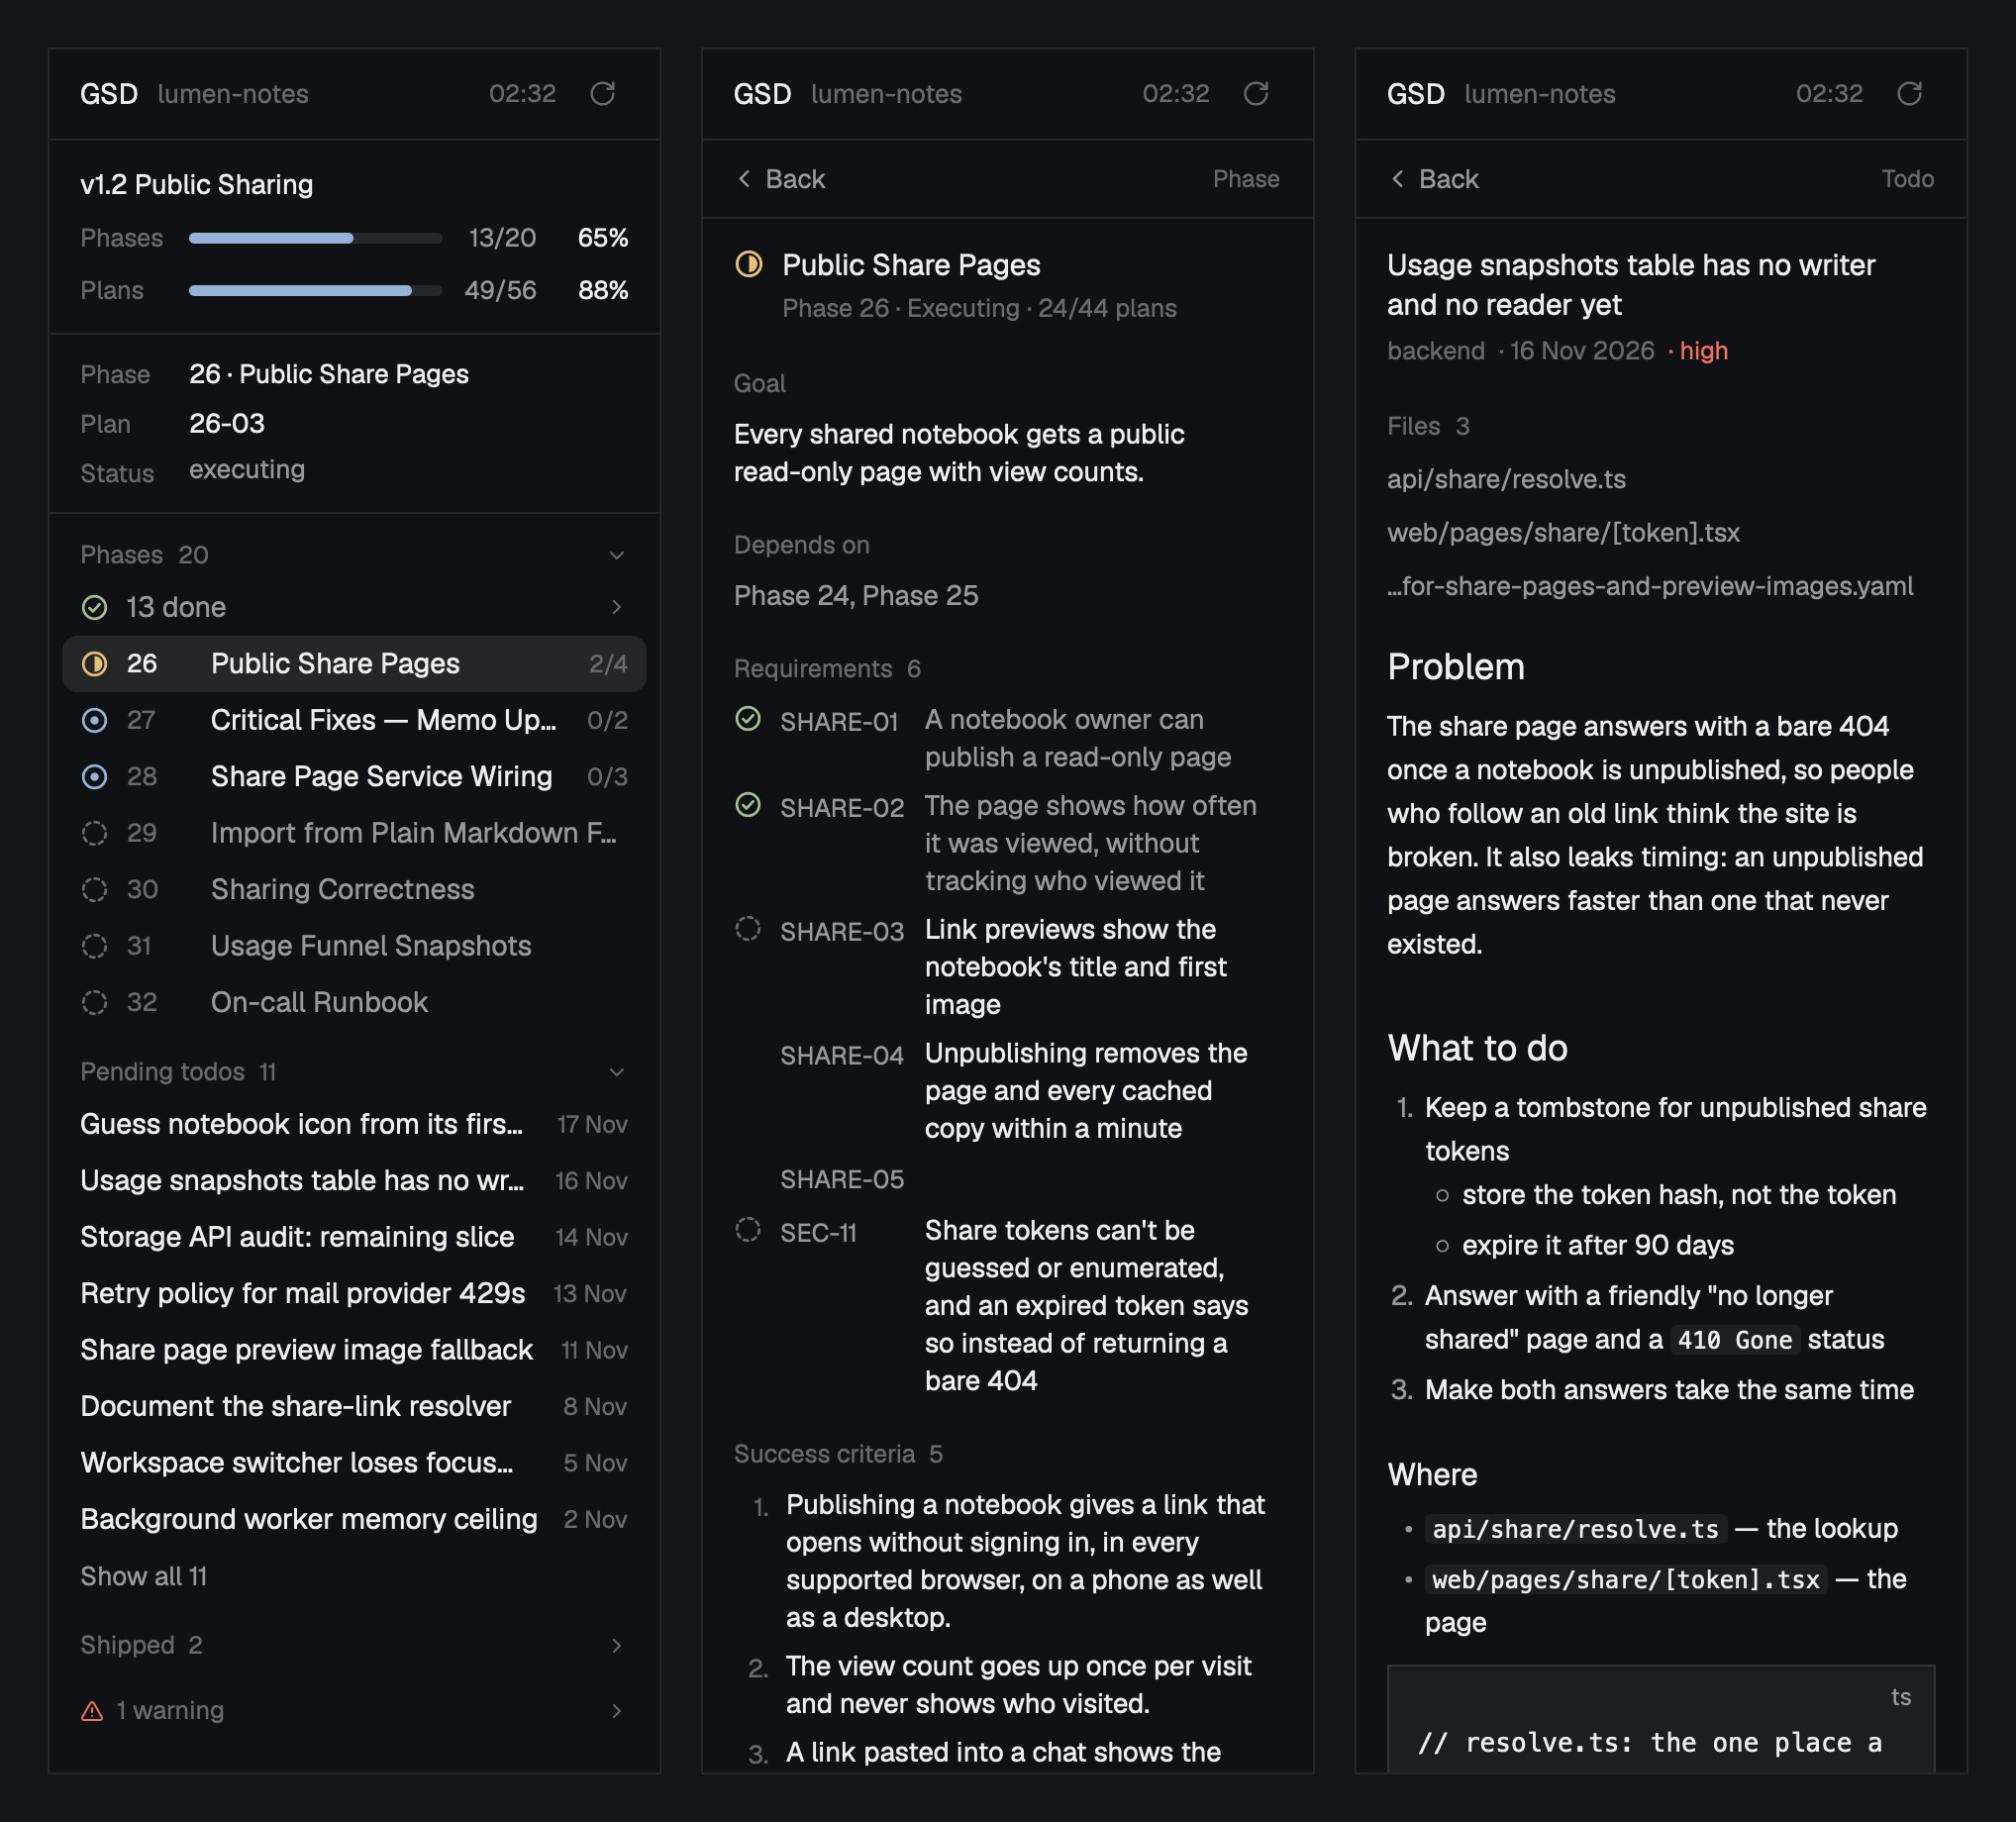 GSD lumen-notes 02:32
v1.2 Public Sharing
Phases 13/20 65%
Plans 49/56 88%
Phase 26 · Public Share Pages
Plan 26-03
Status executing
Phases 20
13 done
26 Public Share Pages 2/4
27 Critical Fixes — Memo Up... 0/2
28 Share Page Service Wiring 0/3
29 Import from Plain Markdown F...
30 Sharing Correctness
31 Usage Funnel Snapshots
32 On-call Runbook
Pending todos 11
Guess notebook icon from its firs... 17 Nov
Usage snapshots table has no wr... 16 Nov
Storage API audit: remaining slice 14 Nov
Retry policy for mail provider 429s 13 Nov
Share page preview image fallback 11 Nov
Document the share-link resolver 8 Nov
Workspace switcher loses focus... 5 Nov
Background worker memory ceiling 2 Nov
Show all 11
Shipped 2
1 warning
GSD lumen-notes 02:32
Back Phase
Public Share Pages
Phase 26 · Executing · 24/44 plans
Goal
Every shared notebook gets a public
read-only page with view counts.
Depends on
Phase 24, Phase 25
Requirements 6
SHARE-01 A notebook owner can
publish a read-only page
SHARE-02 The page shows how often
it was viewed, without
tracking who viewed it
SHARE-03 Link previews show the
notebook's title and first
image
SHARE-04 Unpublishing removes the
page and every cached
copy within a minute
SHARE-05
SEC-11 Share tokens can't be
guessed or enumerated,
and an expired token says
so instead of returning a
bare 404
Success criteria 5
1. Publishing a notebook gives a link that
opens without signing in, in every
supported browser, on a phone as well
as a desktop.
2. The view count goes up once per visit
and never shows who visited.
3. A link pasted into a chat shows the
GSD lumen-notes 02:32
Back Todo
Usage snapshots table has no writer
and no reader yet
backend · 16 Nov 2026 · high
Files 3
api/share/resolve.ts
web/pages/share/[token].tsx
...for-share-pages-and-preview-images.yaml
Problem
The share page answers with a bare 404
once a notebook is unpublished, so people
who follow an old link think the site is
broken. It also leaks timing: an unpublished
page answers faster than one that never
existed.
What to do
1. Keep a tombstone for unpublished share
tokens
○ store the token hash, not the token
○ expire it after 90 days
2. Answer with a friendly "no longer
shared" page and a 410 Gone status
3. Make both answers take the same time
Where
• api/share/resolve.ts — the lookup
• web/pages/share/[token].tsx — the
page
ts
// resolve.ts: the one place a